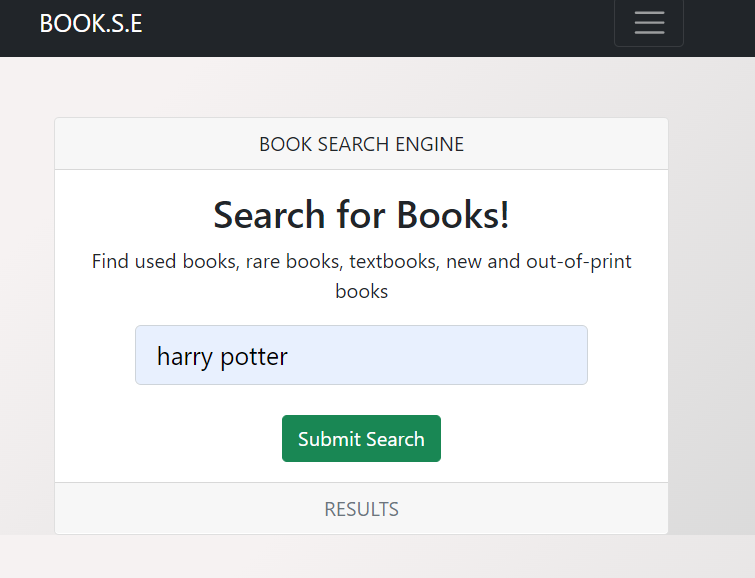 BOOK.S.E
BOOK SEARCH ENGINE
Search for Books!
Find used books, rare books, textbooks, new and out-of-print
books
harry potter
Submit Search
RESULTS